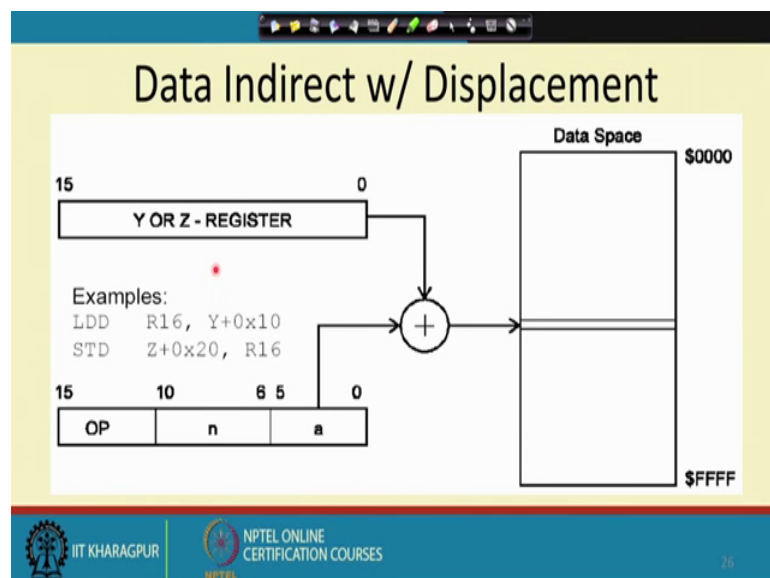 Data Indirect w/ Displacement
Data Space
$0000
15 0
Y OR Z - REGISTER
Examples:
LDD R16, Y+0x10
STD Z+0x20, R16
15 10 6 5 0
OP n a
$FFFF
IIT KHARAGPUR
NPTEL ONLINE
CERTIFICATION COURSES
NPTEL
26